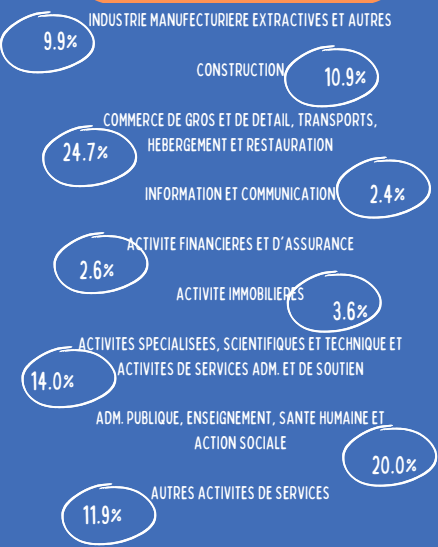 INDUSTRIE MANUFECTURIERE EXTRACTIVES ET AUTRES
9.9%
CONSTRUCTION
10.9%
COMMERCE DE GROS ET DE DETAIL, TRANSPORTS,
HEBERGEMENT ET RESTAURATION
24.7%
INFORMATION ET COMMUNICATION
2.4%
ACTIVITE FINANCIERES ET D'ASSURANCE
2.6%
ACTIVITE IMMOBILIERES
3.6%
ACTIVITES SPECIALISEES, SCIENTIFIQUES ET TECHNIQUE ET
ACTIVITES DE SERVICES ADM. ET DE SOUTIEN
14.0%
ADM. PUBLIQUE, ENSEIGNEMENT, SANTE HUMAINE ET
ACTION SOCIALE
20.0%
AUTRES ACTIVITES DE SERVICES
11.9%